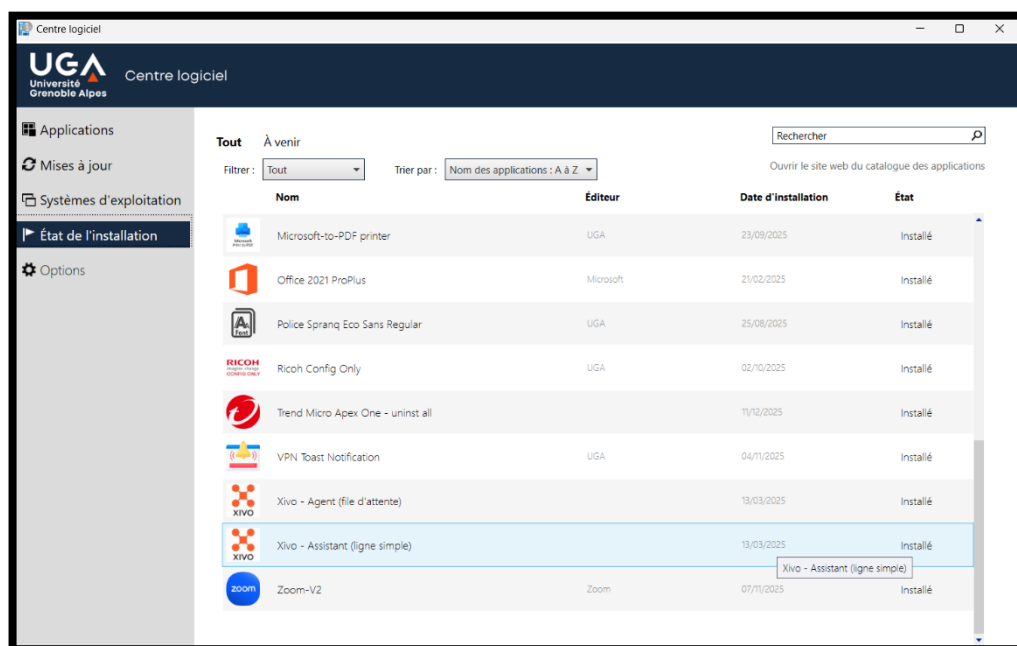 Centre logiciel
UGA
Université
Grenoble Alpes
Centre logiciel
Applications
Mises à jour
Systèmes d'exploitation
État de l'installation
Options
Tout À venir
Rechercher
Filtrer : Tout Trier par : Nom des applications : A à Z
Ouvrir le site web du catalogue des applications
Nom Éditeur Date d'installation État
Microsoft-to-PDF printer UGA 23/09/2025 Installé
Office 2021 ProPlus Microsoft 21/02/2025 Installé
Police Spranq Eco Sans Regular UGA 25/08/2025 Installé
Font
RICOH
CONFIG ONLY
Ricoh Config Only UGA 02/10/2025 Installé
Trend Micro Apex One - uninst all 11/12/2025 Installé
VPN Toast Notification UGA 04/11/2025 Installé
XIVO
Xivo - Agent (file d'attente) 13/03/2025 Installé
XIVO
Xivo - Assistant (ligne simple) 13/03/2025 Installé
Xivo - Assistant (ligne simple)
zoom
Zoom-V2 Zoom 07/11/2025 Installé